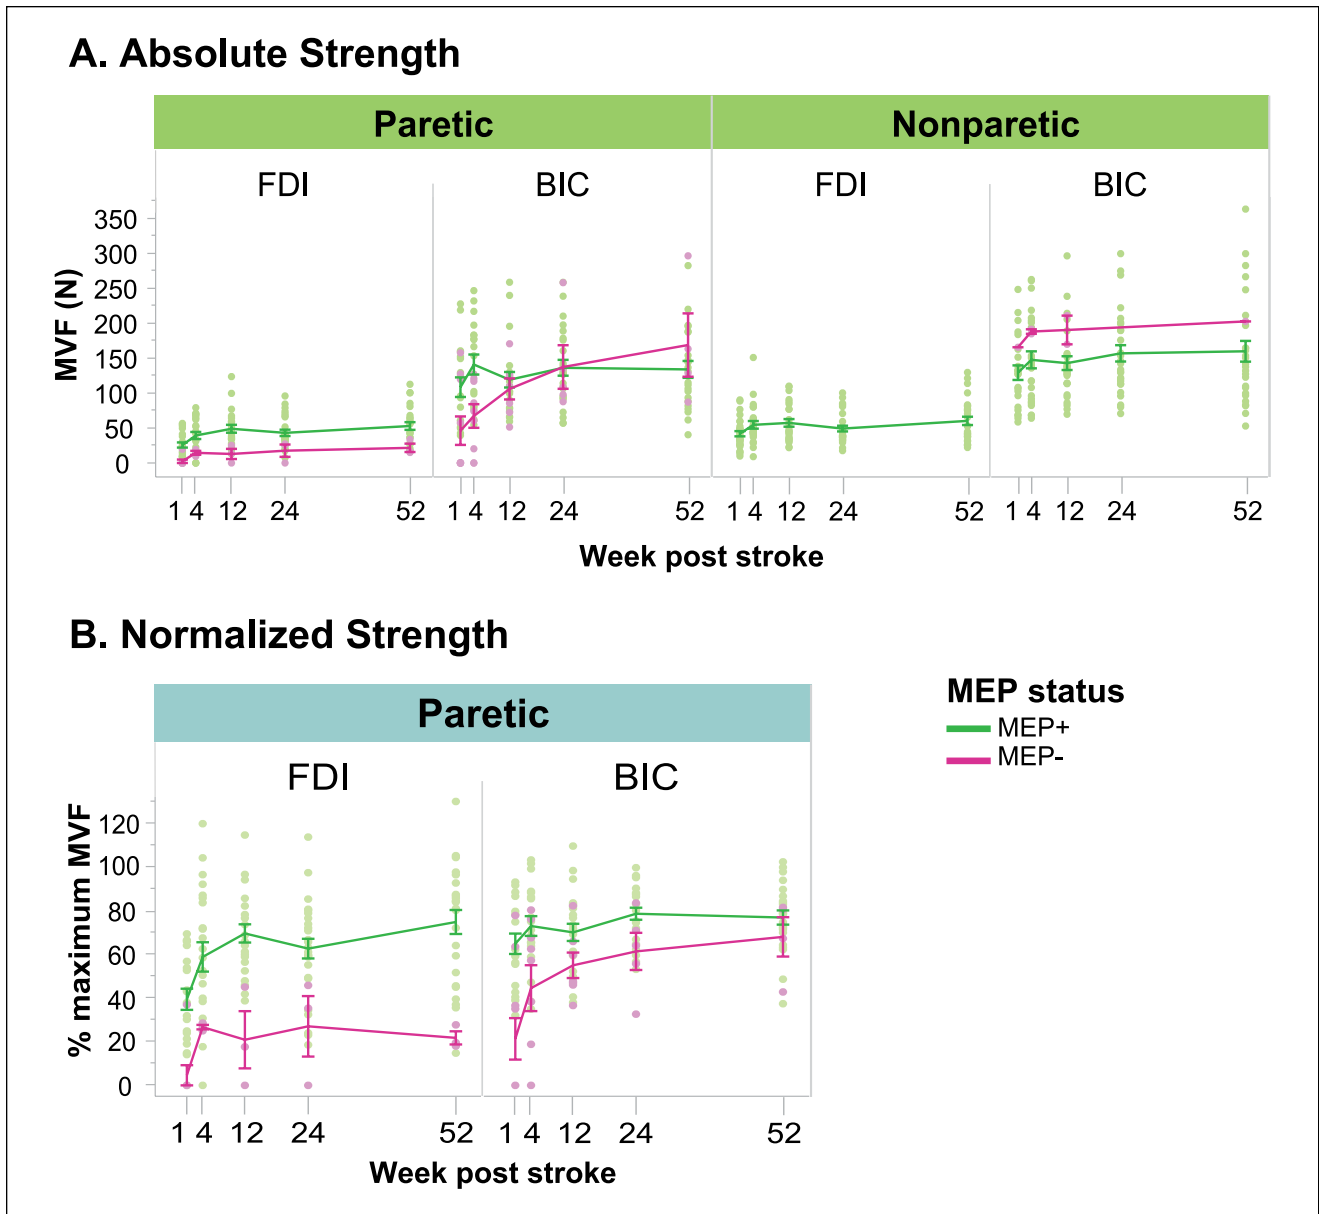 A. Absolute Strength
Paretic Nonparetic
FDI BIC FDI BIC
350
300
250
200
150
100
50
0
MVF (N)
1 4 12 24 52 1 4 12 24 52 1 4 12 24 52 1 4 12 24 52
Week post stroke
B. Normalized Strength
Paretic
FDI BIC
120
100
80
60
40
20
0
% maximum MVF
1 4 12 24 52 1 4 12 24 52
Week post stroke
MEP status
MEP+
MEP-